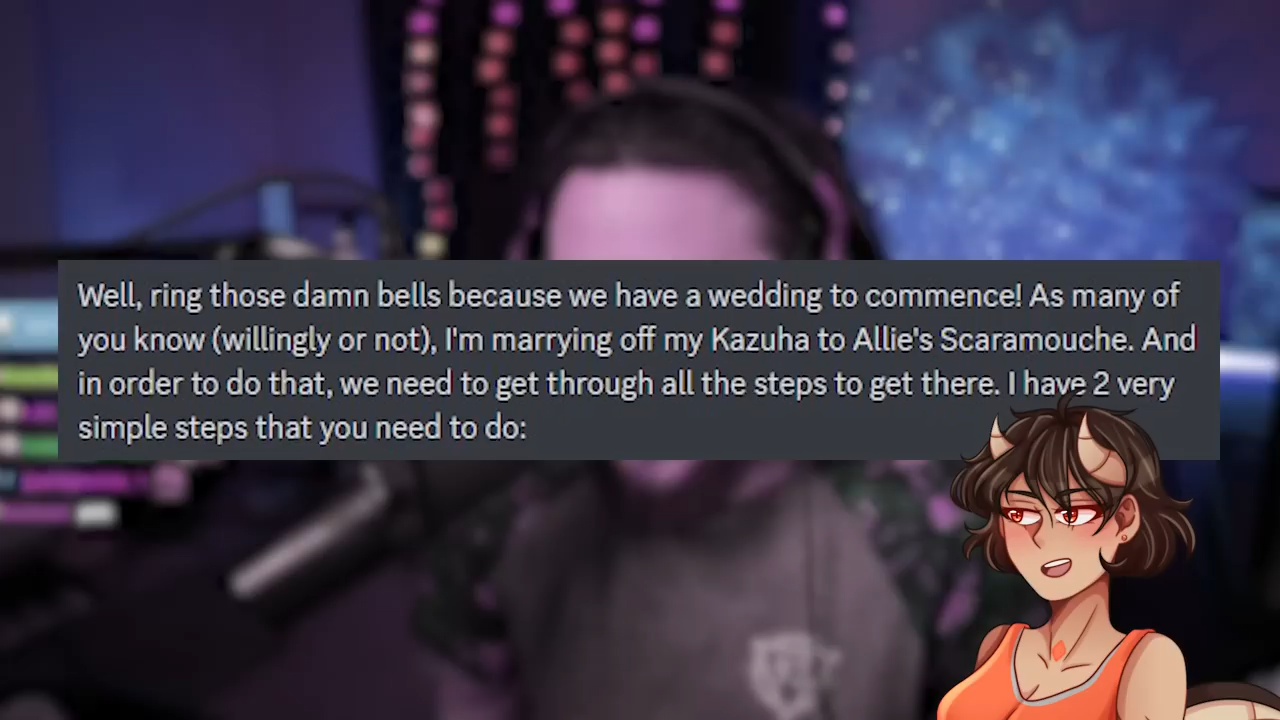 Well, ring those damn bells because we have a wedding to commence! As many of
you know (willingly or not), I'm marrying off my Kazuha to Allie's Scaramouche. And
in order to do that, we need to get through all the steps to get there. I have 2 very
simple steps that you need to do: